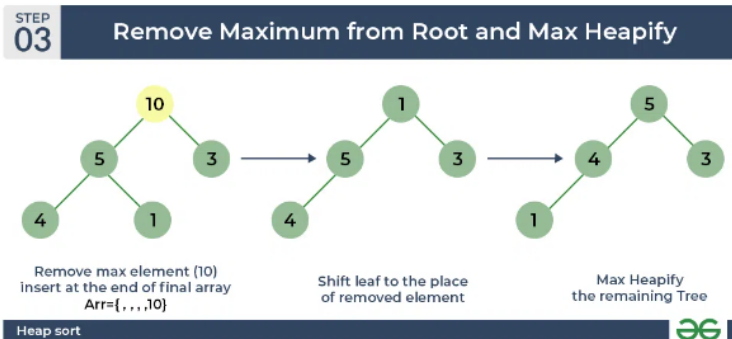 STEP
03
Remove Maximum from Root and Max Heapify
10
5
3
4
1
1
5
3
4
5
4
3
1
Remove max element (10)
insert at the end of final array
Arr={ , , , ,10}
Shift leaf to the place
of removed element
Max Heapify
the remaining Tree
Heap sort